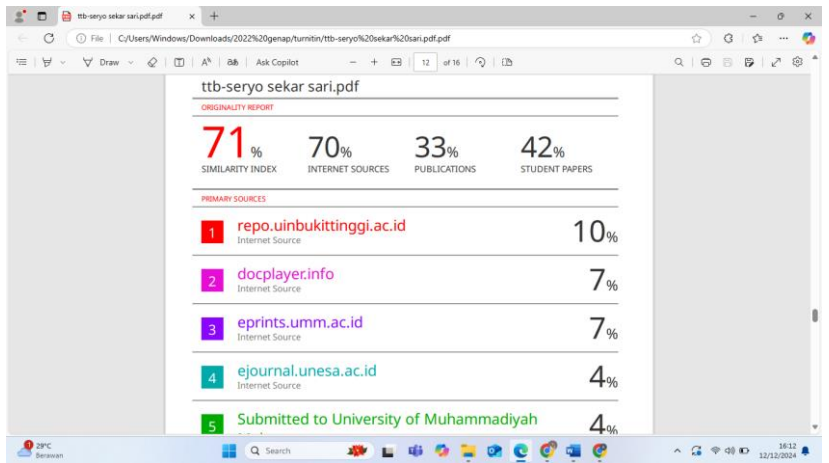 ttb-seryo sekar sari.pdf.pdf
File C:/Users/Windows/Downloads/2022%20genap/turnitin/ttb-seryo%20sekar%20sari.pdf.pdf
Draw Ask Copilot 12 of 16
ttb-seryo sekar sari.pdf
ORIGINALITY REPORT
71% 70% 33% 42%
SIMILARITY INDEX INTERNET SOURCES PUBLICATIONS STUDENT PAPERS
PRIMARY SOURCES
1 repo.uinbukittinggi.ac.id 10%
Internet Source
2 docplayer.info 7%
Internet Source
3 eprints.umm.ac.id 7%
Internet Source
4 ejournal.unesa.ac.id 4%
Internet Source
5 Submitted to University of Muhammadiyah 4%
29°C Search 16:12
Berawan 12/12/2024